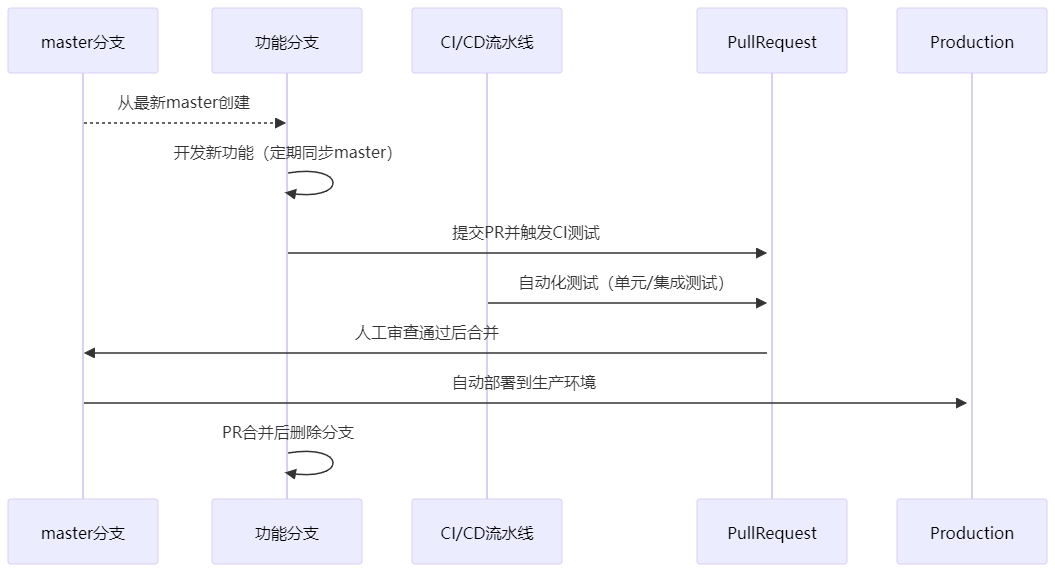 master分支
功能分支
CI/CD流水线
PullRequest
Production
从最新master创建
开发新功能（定期同步master）
提交PR并触发CI测试
自动化测试（单元/集成测试）
人工审查通过后合并
自动部署到生产环境
PR合并后删除分支
master分支
功能分支
CI/CD流水线
PullRequest
Production